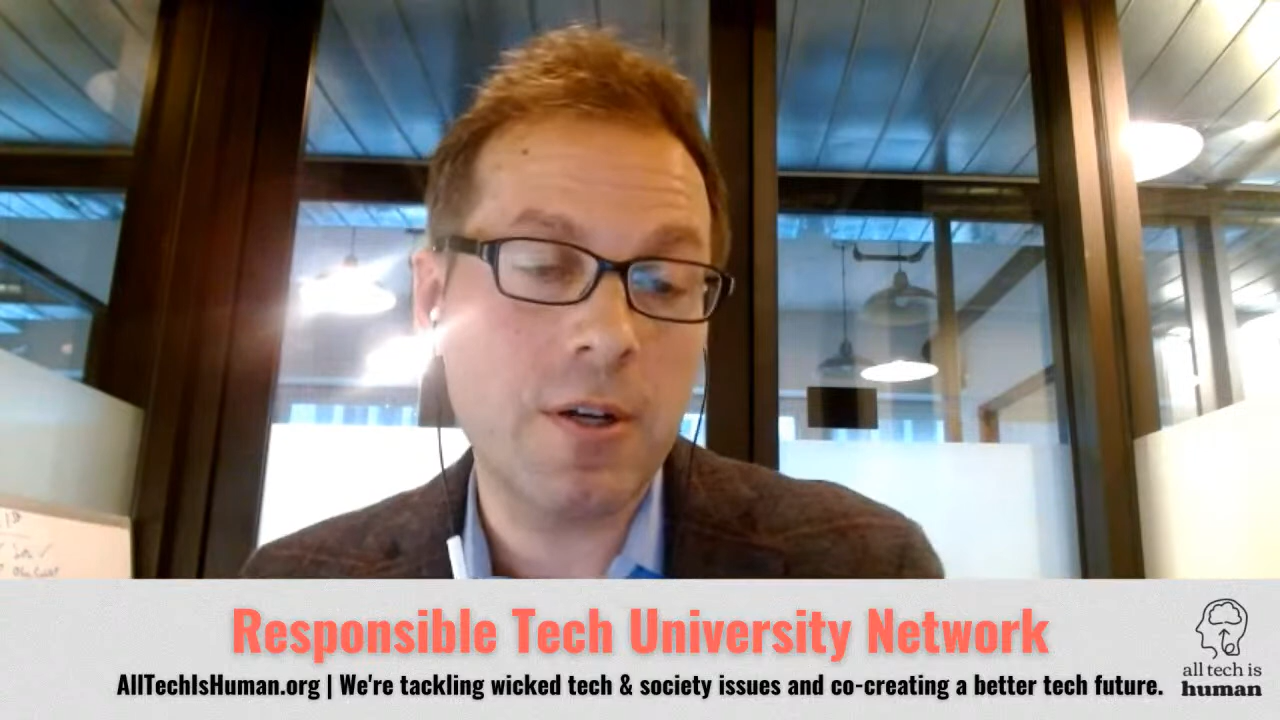 Responsible Tech University Network
AllTechIsHuman.org | We're tackling wicked tech & society issues and co-creating a better tech future.
all tech is
human